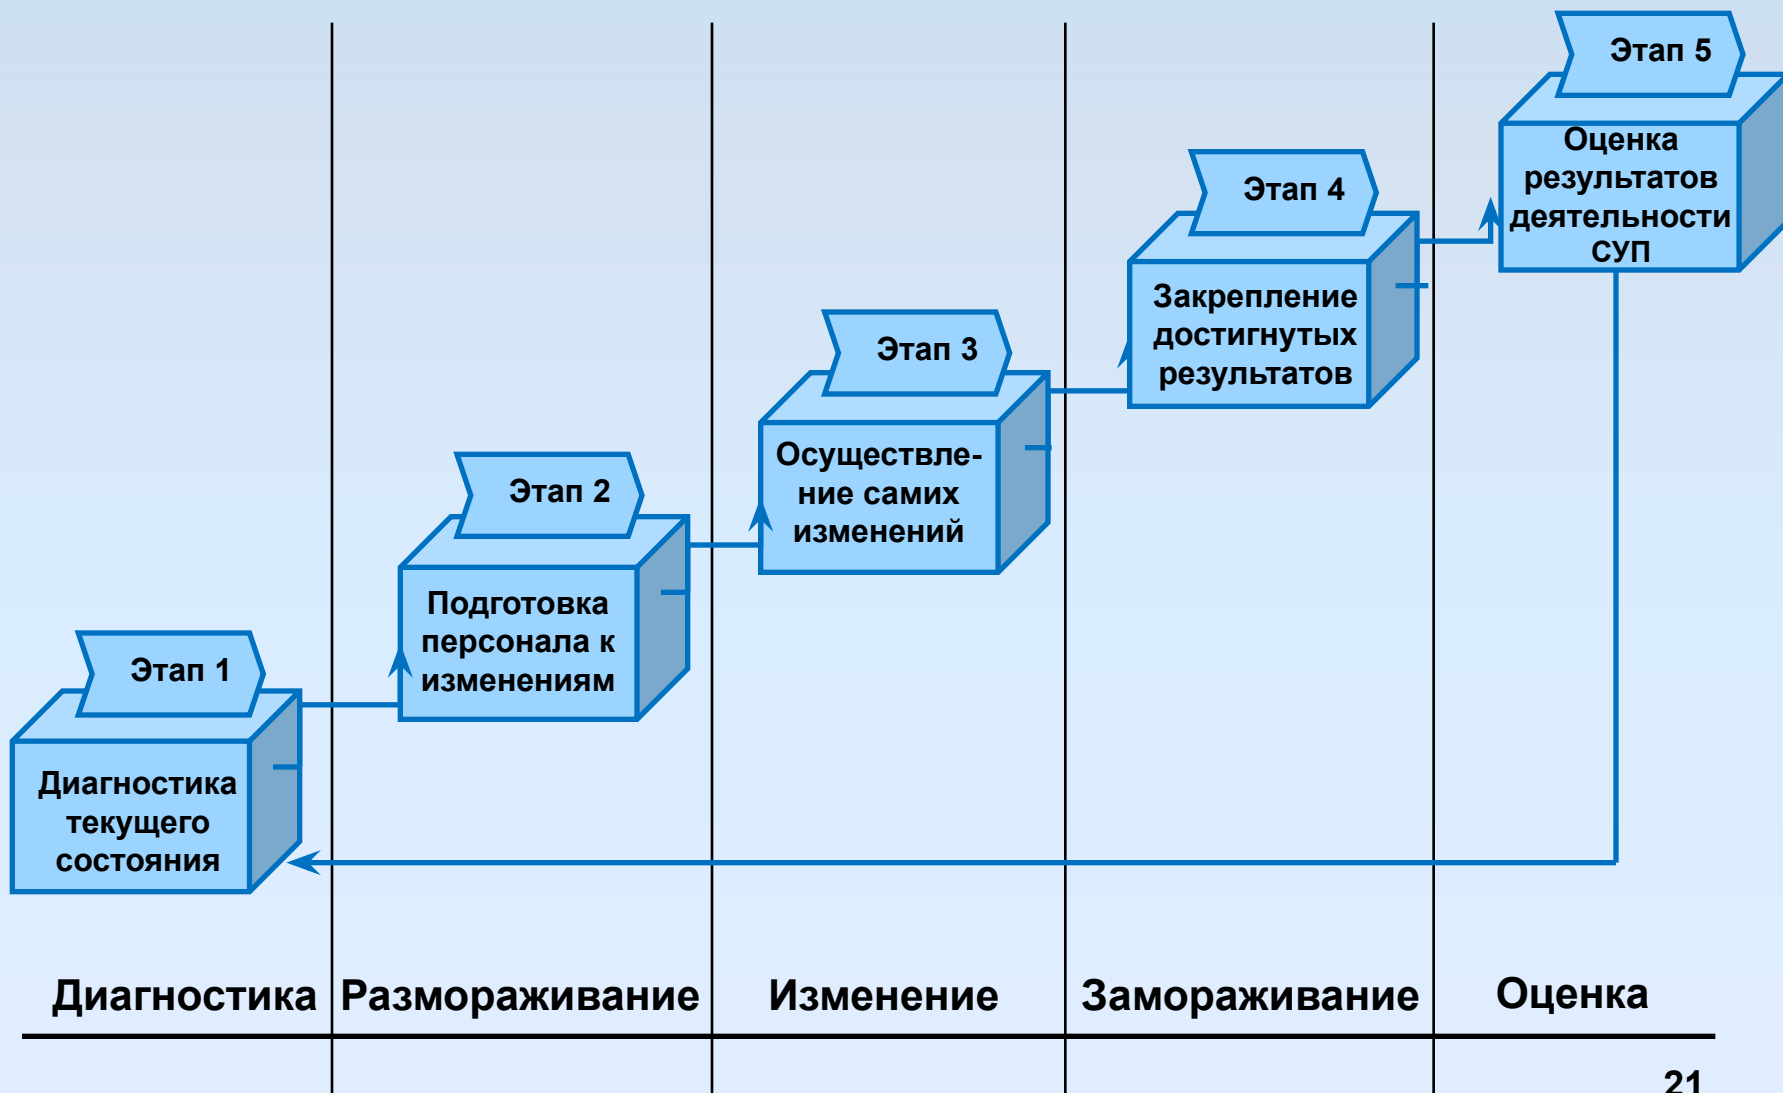 Этап 1
Диагностика
текущего
состояния
Этап 2
Подготовка
персонала к
изменениям
Этап 3
Осуществле-
ние самих
изменений
Этап 4
Закрепление
достигнутых
результатов
Этап 5
Оценка
результатов
деятельности
СУП
Диагностика
Размораживание
Изменение
Замораживание
Оценка
21